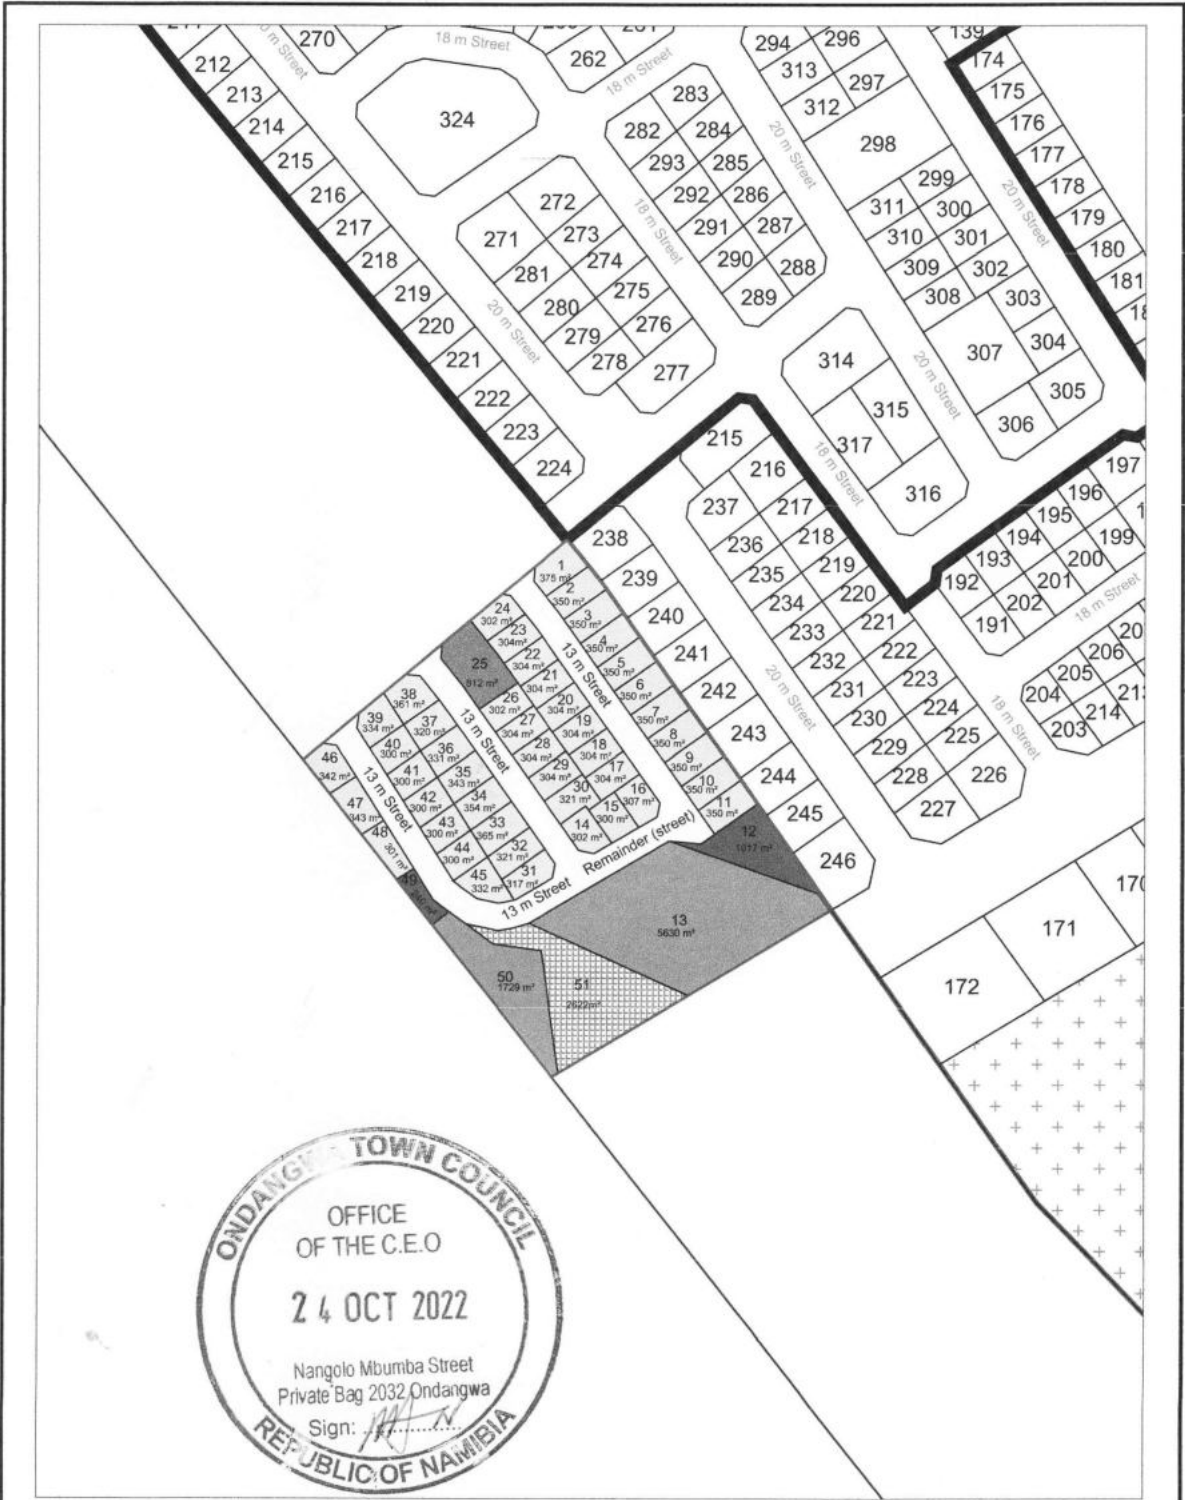 270
18 m Street
262
18 m Street
294
296
139
174
212
20 m Street
213
313
297
175
283
312
176
214
324
282
284
298
177
215
293
285
20 m Street
299
178
216
272
292
286
311
300
20 m Street
179
217
271
273
18 m Street
291
287
310
301
180
218
281
274
290
288
309
302
181
219
280
275
289
308
303
220
20 m Street
279
276
314
307
304
221
278
277
20 m Street
305
222
315
306
223
215
317
224
216
18 m Street
316
197
237
217
196
238
236
218
195
194
199
239
235
219
193
200
192
201
240
234
220
202
18 m Street
241
233
221
191
232
222
206
242
20 m Street
231
223
205
204
230
224
18 m Street
214
203
243
229
225
228
226
244
227
245
246
170
171
172
1
375 m²
2
350 m²
3
350 m²
4
350 m²
5
350 m²
6
350 m²
7
350 m²
8
350 m²
9
350 m²
10
350 m²
11
350 m²
12
1017 m²
13 m Street
24
302 m²
23
304m²
22
304 m²
21
304 m²
20
304 m²
19
304 m²
18
304 m²
17
304 m²
16
307 m²
15
300 m²
14
302 m²
25
812 m²
26
302 m²
27
304 m²
28
304 m²
29
304 m²
30
321 m²
13 m Street
38
361 m²
37
320 m²
36
331 m²
35
343 m²
34
354 m²
33
365 m²
32
321 m²
31
317 m²
39
334 m²
40
300 m²
41
300 m²
42
300 m²
43
300 m²
44
300 m²
45
332 m²
13 m Street
46
342 m²
47
343 m²
48
301 m²
49
13 m Street
Remainder (street)
13
5630 m²
50
1729 m²
51
2622m²
ONDANGWA TOWN COUNCIL
OFFICE
OF THE C.E.O
24 OCT 2022
Nangolo Mbumba Street
Private Bag 2032 Ondangwa
Sign:
REPUBLIC OF NAMIBIA